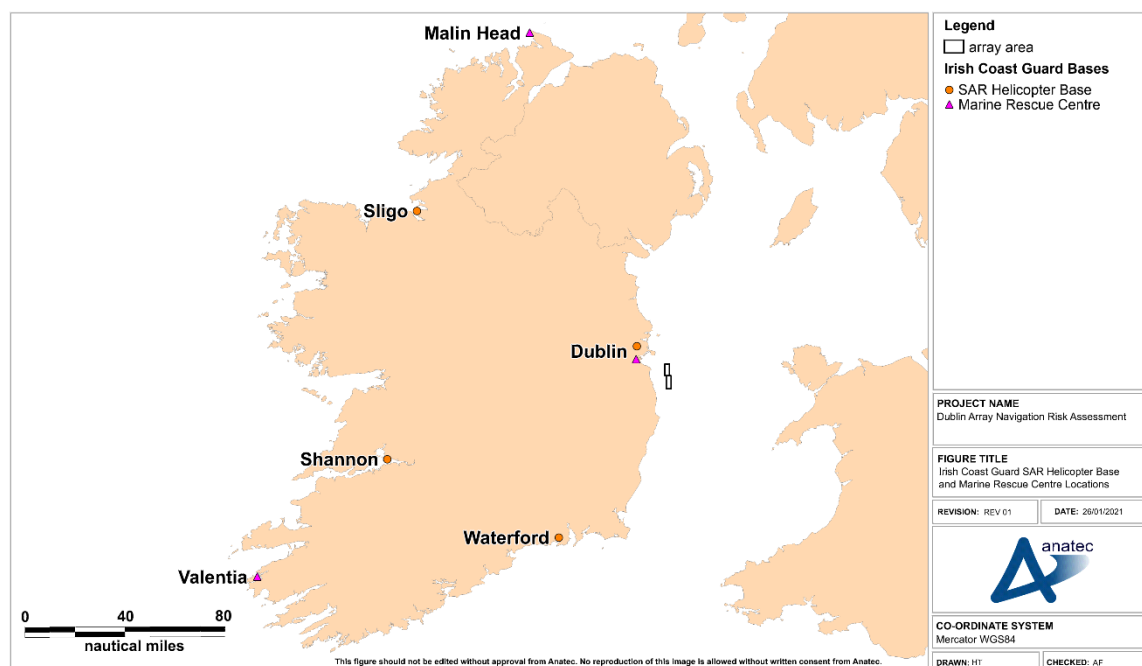 Malin Head
Sligo
Dublin
Shannon
Waterford
Valentia
0 40 80
nautical miles
This figure should not be edited without approval from Anatec. No reproduction of this image is allowed without written consent from Anatec.
Legend
array area
Irish Coast Guard Bases
SAR Helicopter Base
Marine Rescue Centre
PROJECT NAME
Dublin Array Navigation Risk Assessment
FIGURE TITLE
Irish Coast Guard SAR Helicopter Base
and Marine Rescue Centre Locations
REVISION: REV 01
DATE: 26/01/2021
anatec
CO-ORDINATE SYSTEM
Mercator WGS84
DRAWN: HT
CHECKED: AF